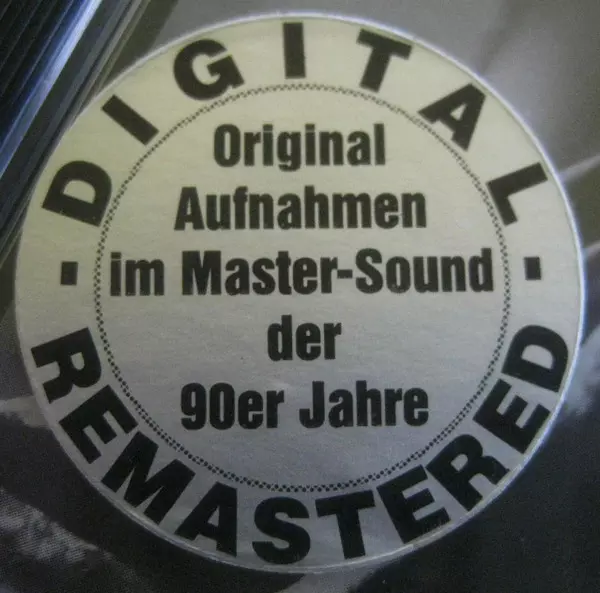 DIGITAL
Original
Aufnahmen
im Master-Sound
der
90er Jahre
REMASTERED